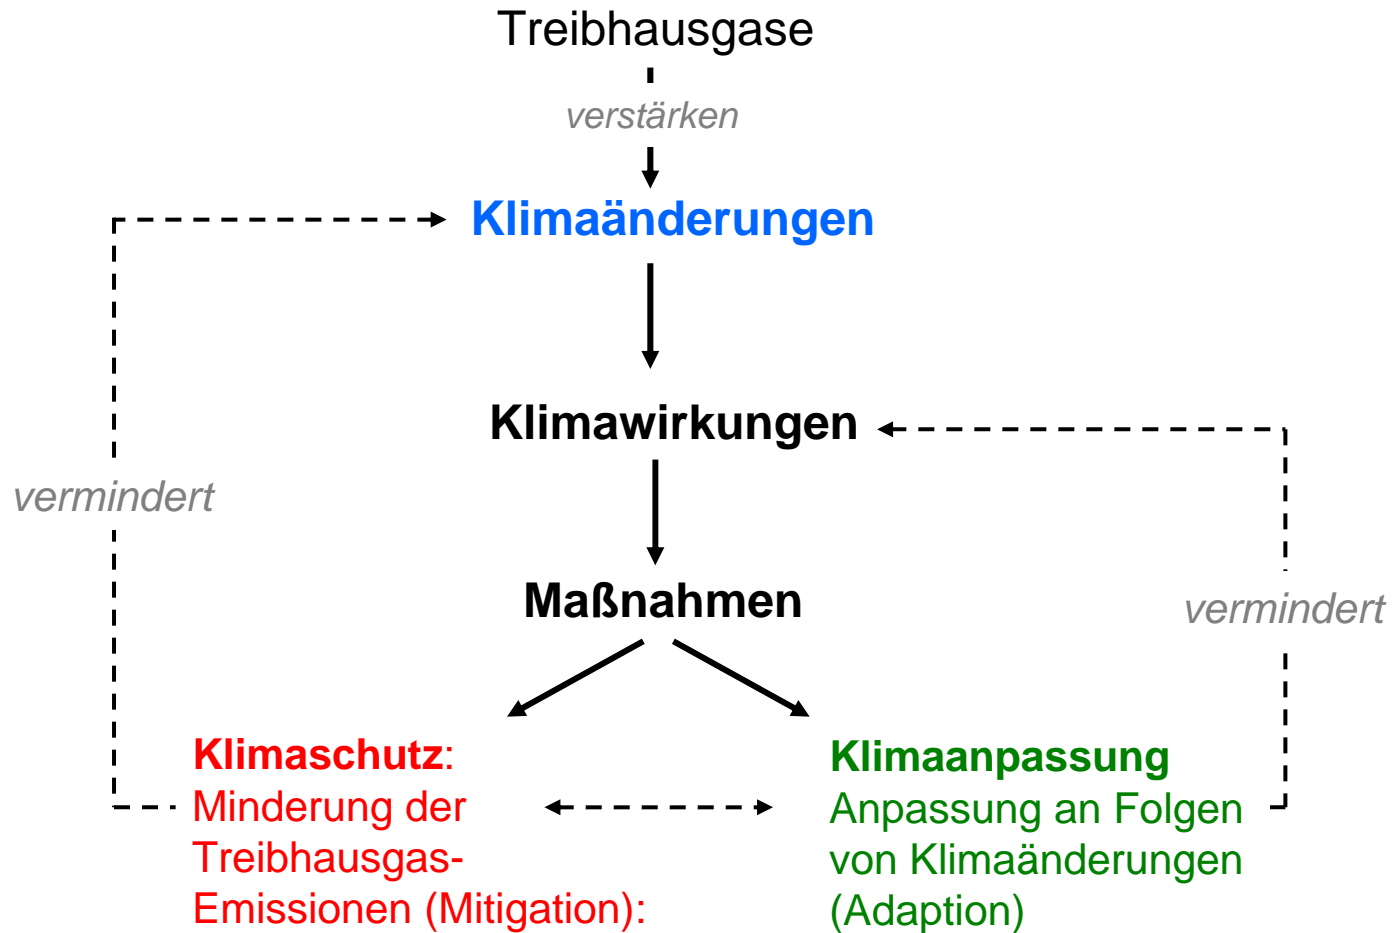 Treibhausgase
verstärken
Klimaänderungen
Klimawirkungen
vermindert
Maßnahmen
vermindert
Klimaschutz:
Minderung der
Treibhausgas-
Emissionen (Mitigation):
Klimaanpassung
Anpassung an Folgen
von Klimaänderungen
(Adaption)